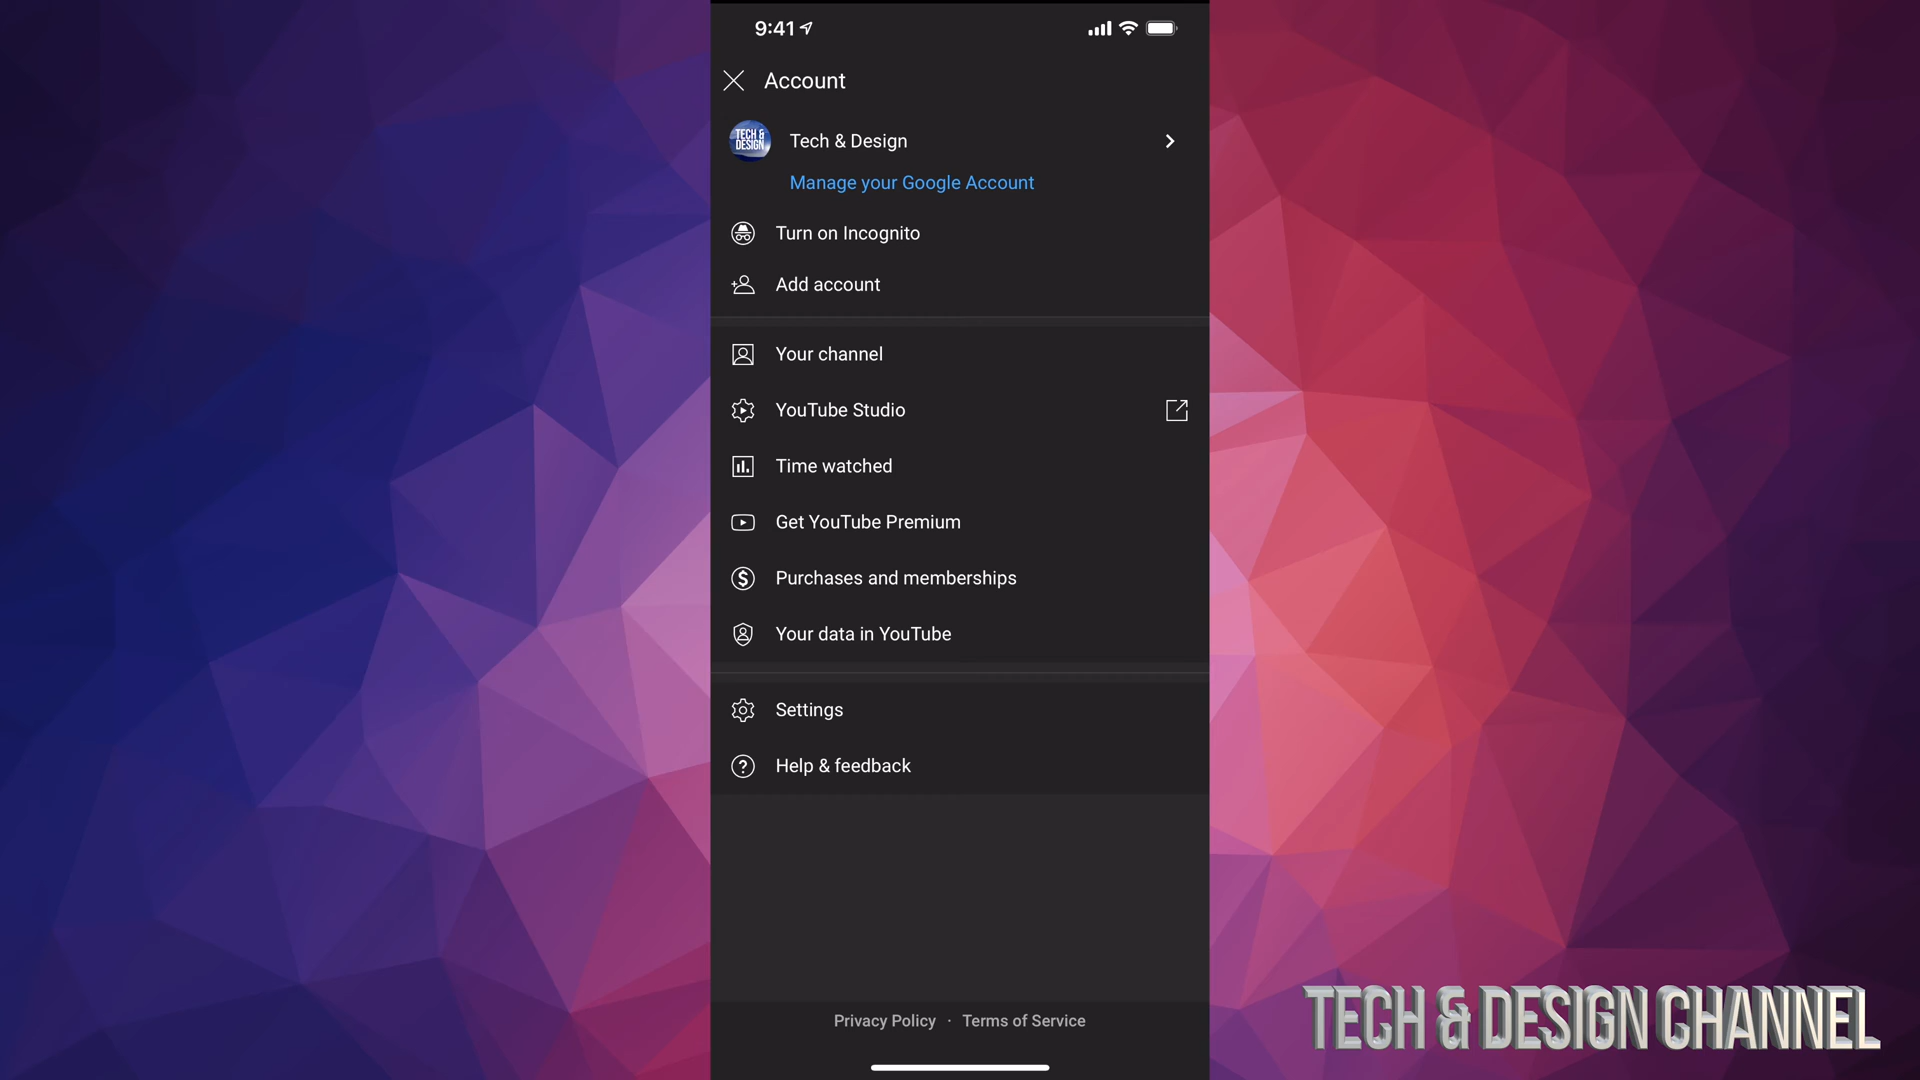 9:41
Account
TECH &
DESIGN
Tech & Design
Manage your Google Account
Turn on Incognito
Add account
Your channel
YouTube Studio
Time watched
Get YouTube Premium
Purchases and memberships
Your data in YouTube
Settings
Help & feedback
Privacy Policy · Terms of Service
TECH & DESIGN CHANNEL